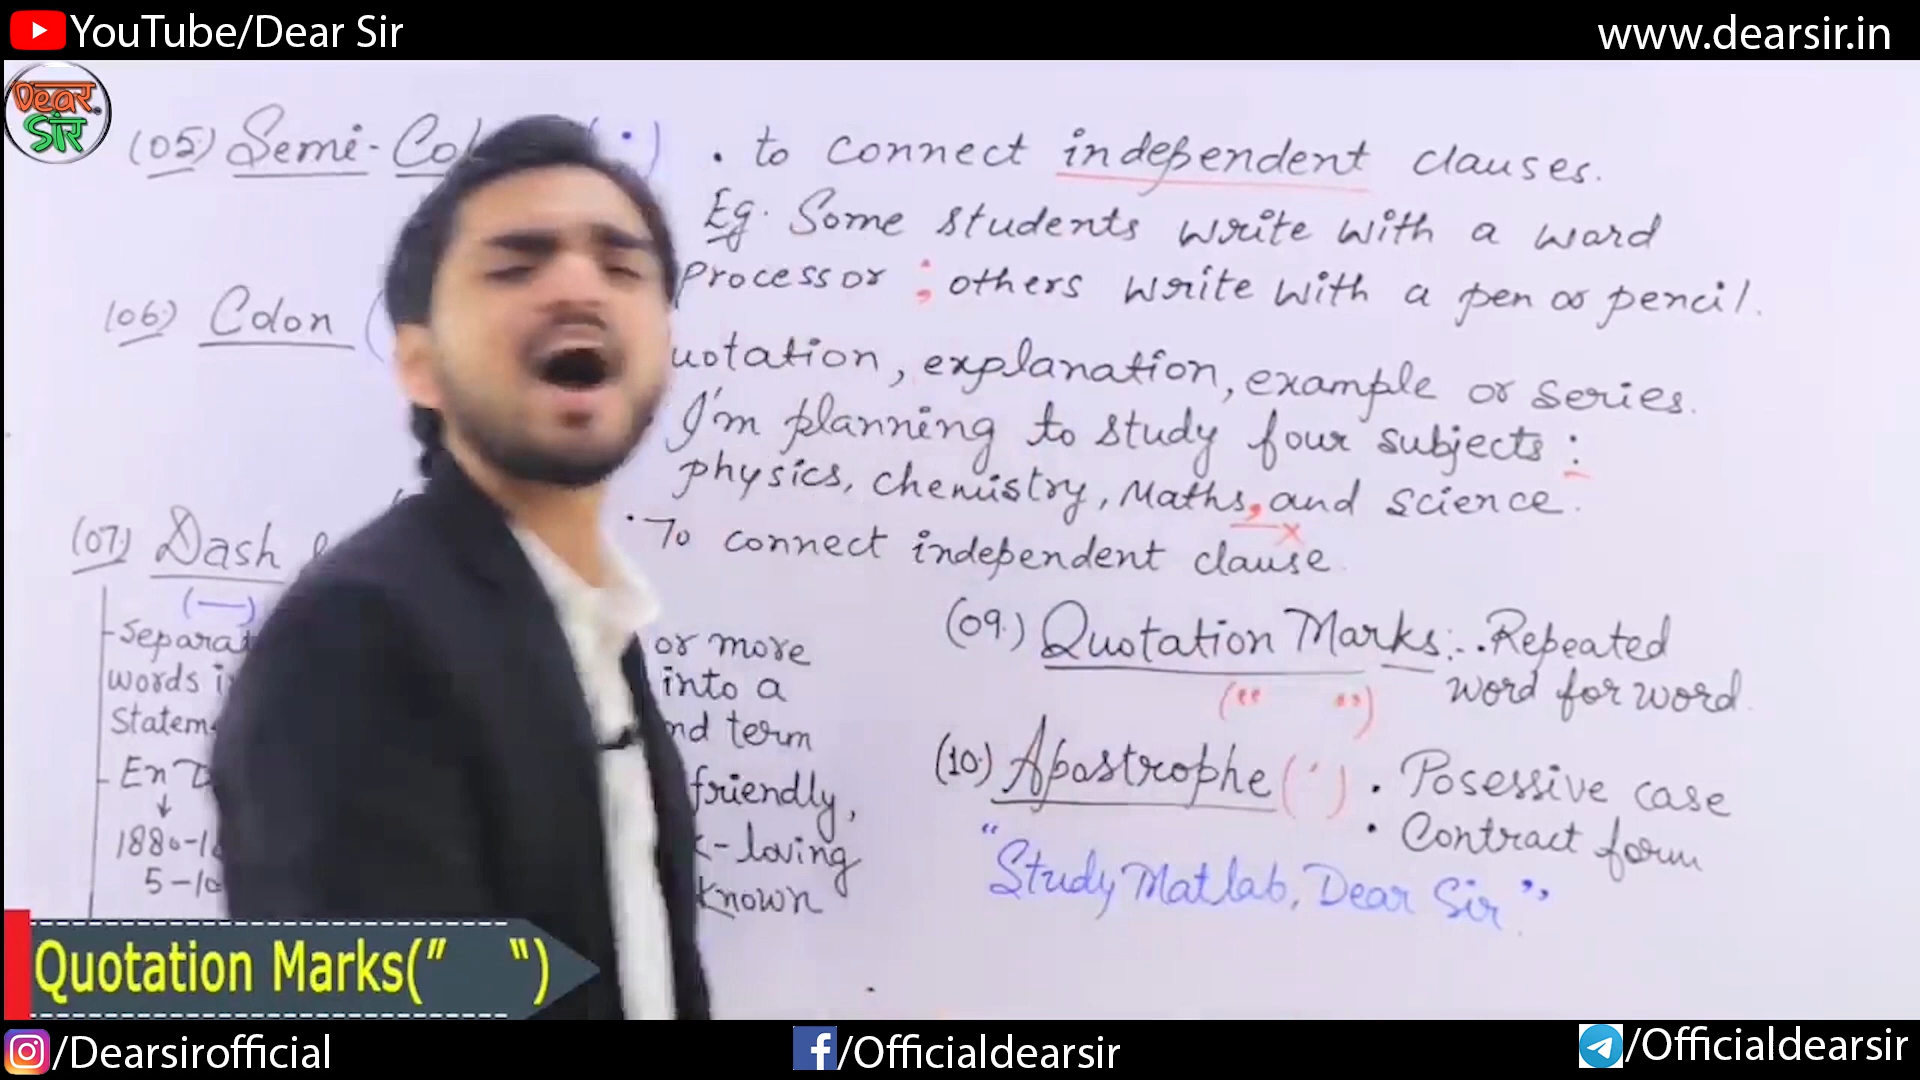 YouTube/Dear Sir
www.dearsir.in
Dear Sir
(05.) Semi-Col
• to connect independent clauses.
Eg. Some students write with a word
Processor ; others write with a pen or pencil.
(06.) Colon (
uotation, explanation, example or series.
I'm planning to study four subjects :
physics, chemistry, Maths, and science.
• To connect independent clause.
(07.) Dash
(—)
Separat
words i
Statem
En
1880-1
5-10
or more
into a
nd term
friendly,
-loving
known
(09.) Quotation Marks:- . Repeated
word for word.
(“ ”)
(10.) Apostrophe (') • Posessive case
• Contract form
“Study Matlab, Dear Sir”
Quotation Marks(” “)
/Dearsirofficial
/Officialdearsir
/Officialdearsir